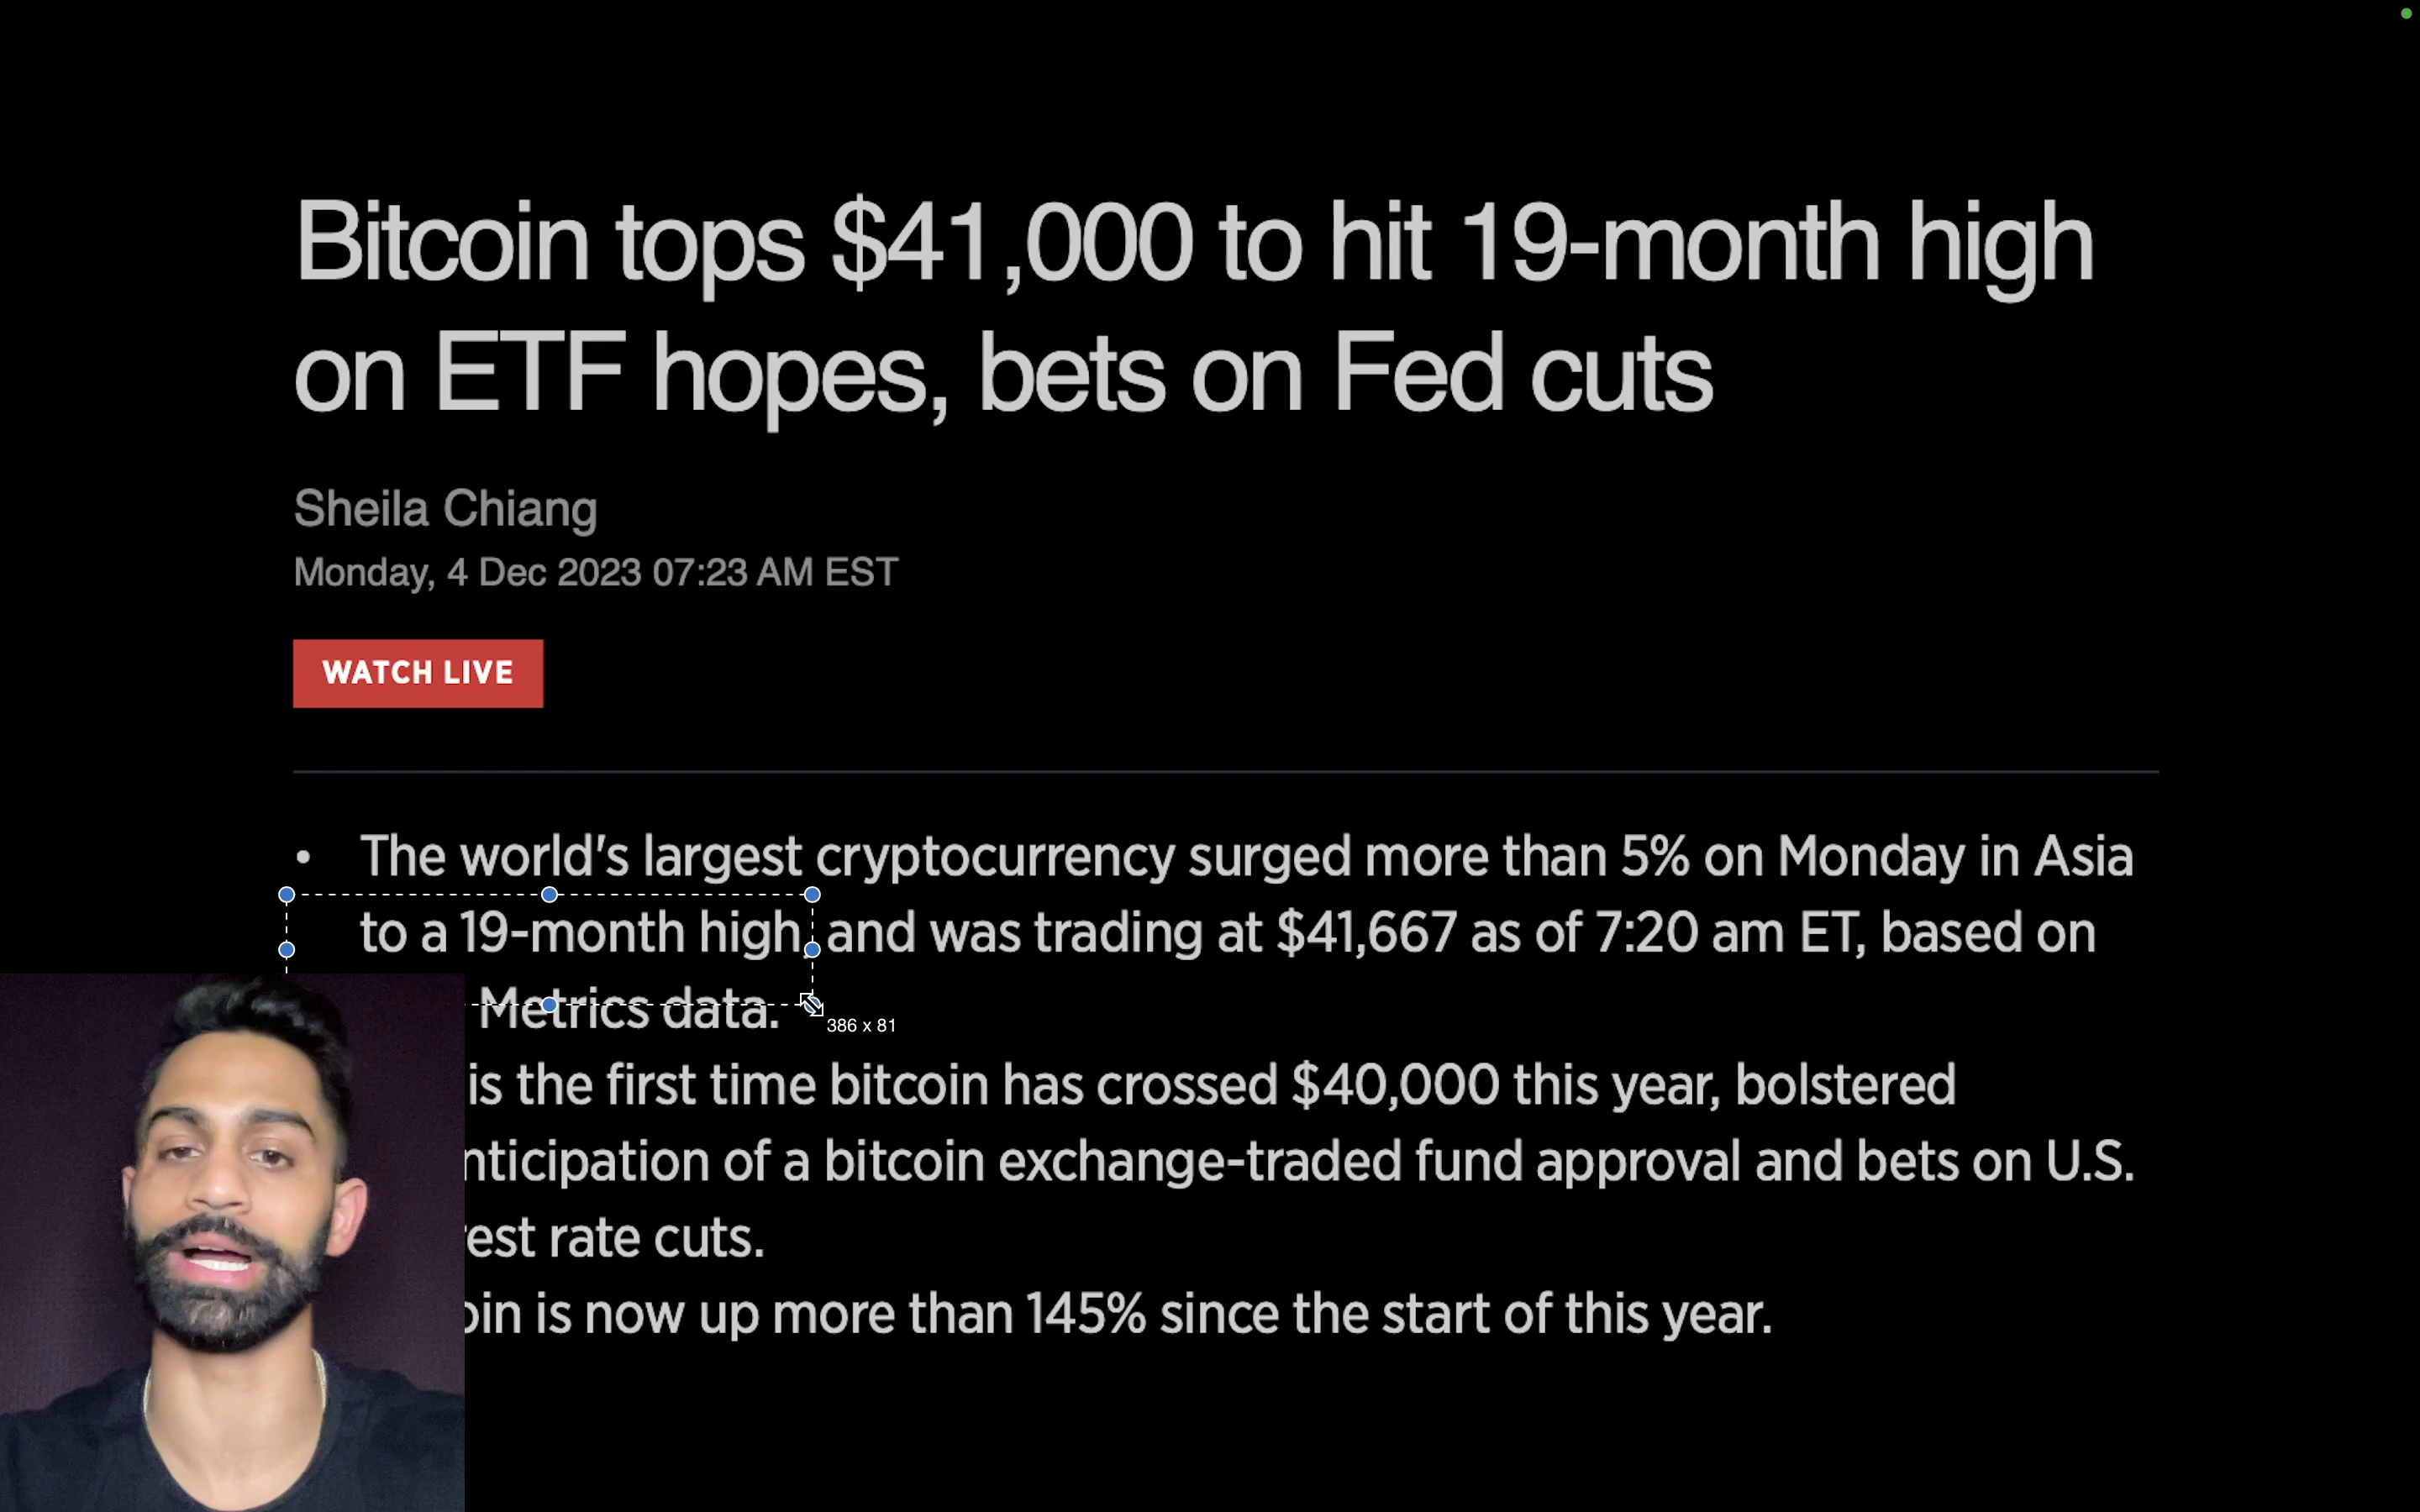 Bitcoin tops $41,000 to hit 19-month high
on ETF hopes, bets on Fed cuts
Sheila Chiang
Monday, 4 Dec 2023 07:23 AM EST
WATCH LIVE
• The world's largest cryptocurrency surged more than 5% on Monday in Asia
to a 19-month high, and was trading at $41,667 as of 7:20 am ET, based on
Metrics data.
386 x 81
is the first time bitcoin has crossed $40,000 this year, bolstered
nticipation of a bitcoin exchange-traded fund approval and bets on U.S.
rest rate cuts.
oin is now up more than 145% since the start of this year.